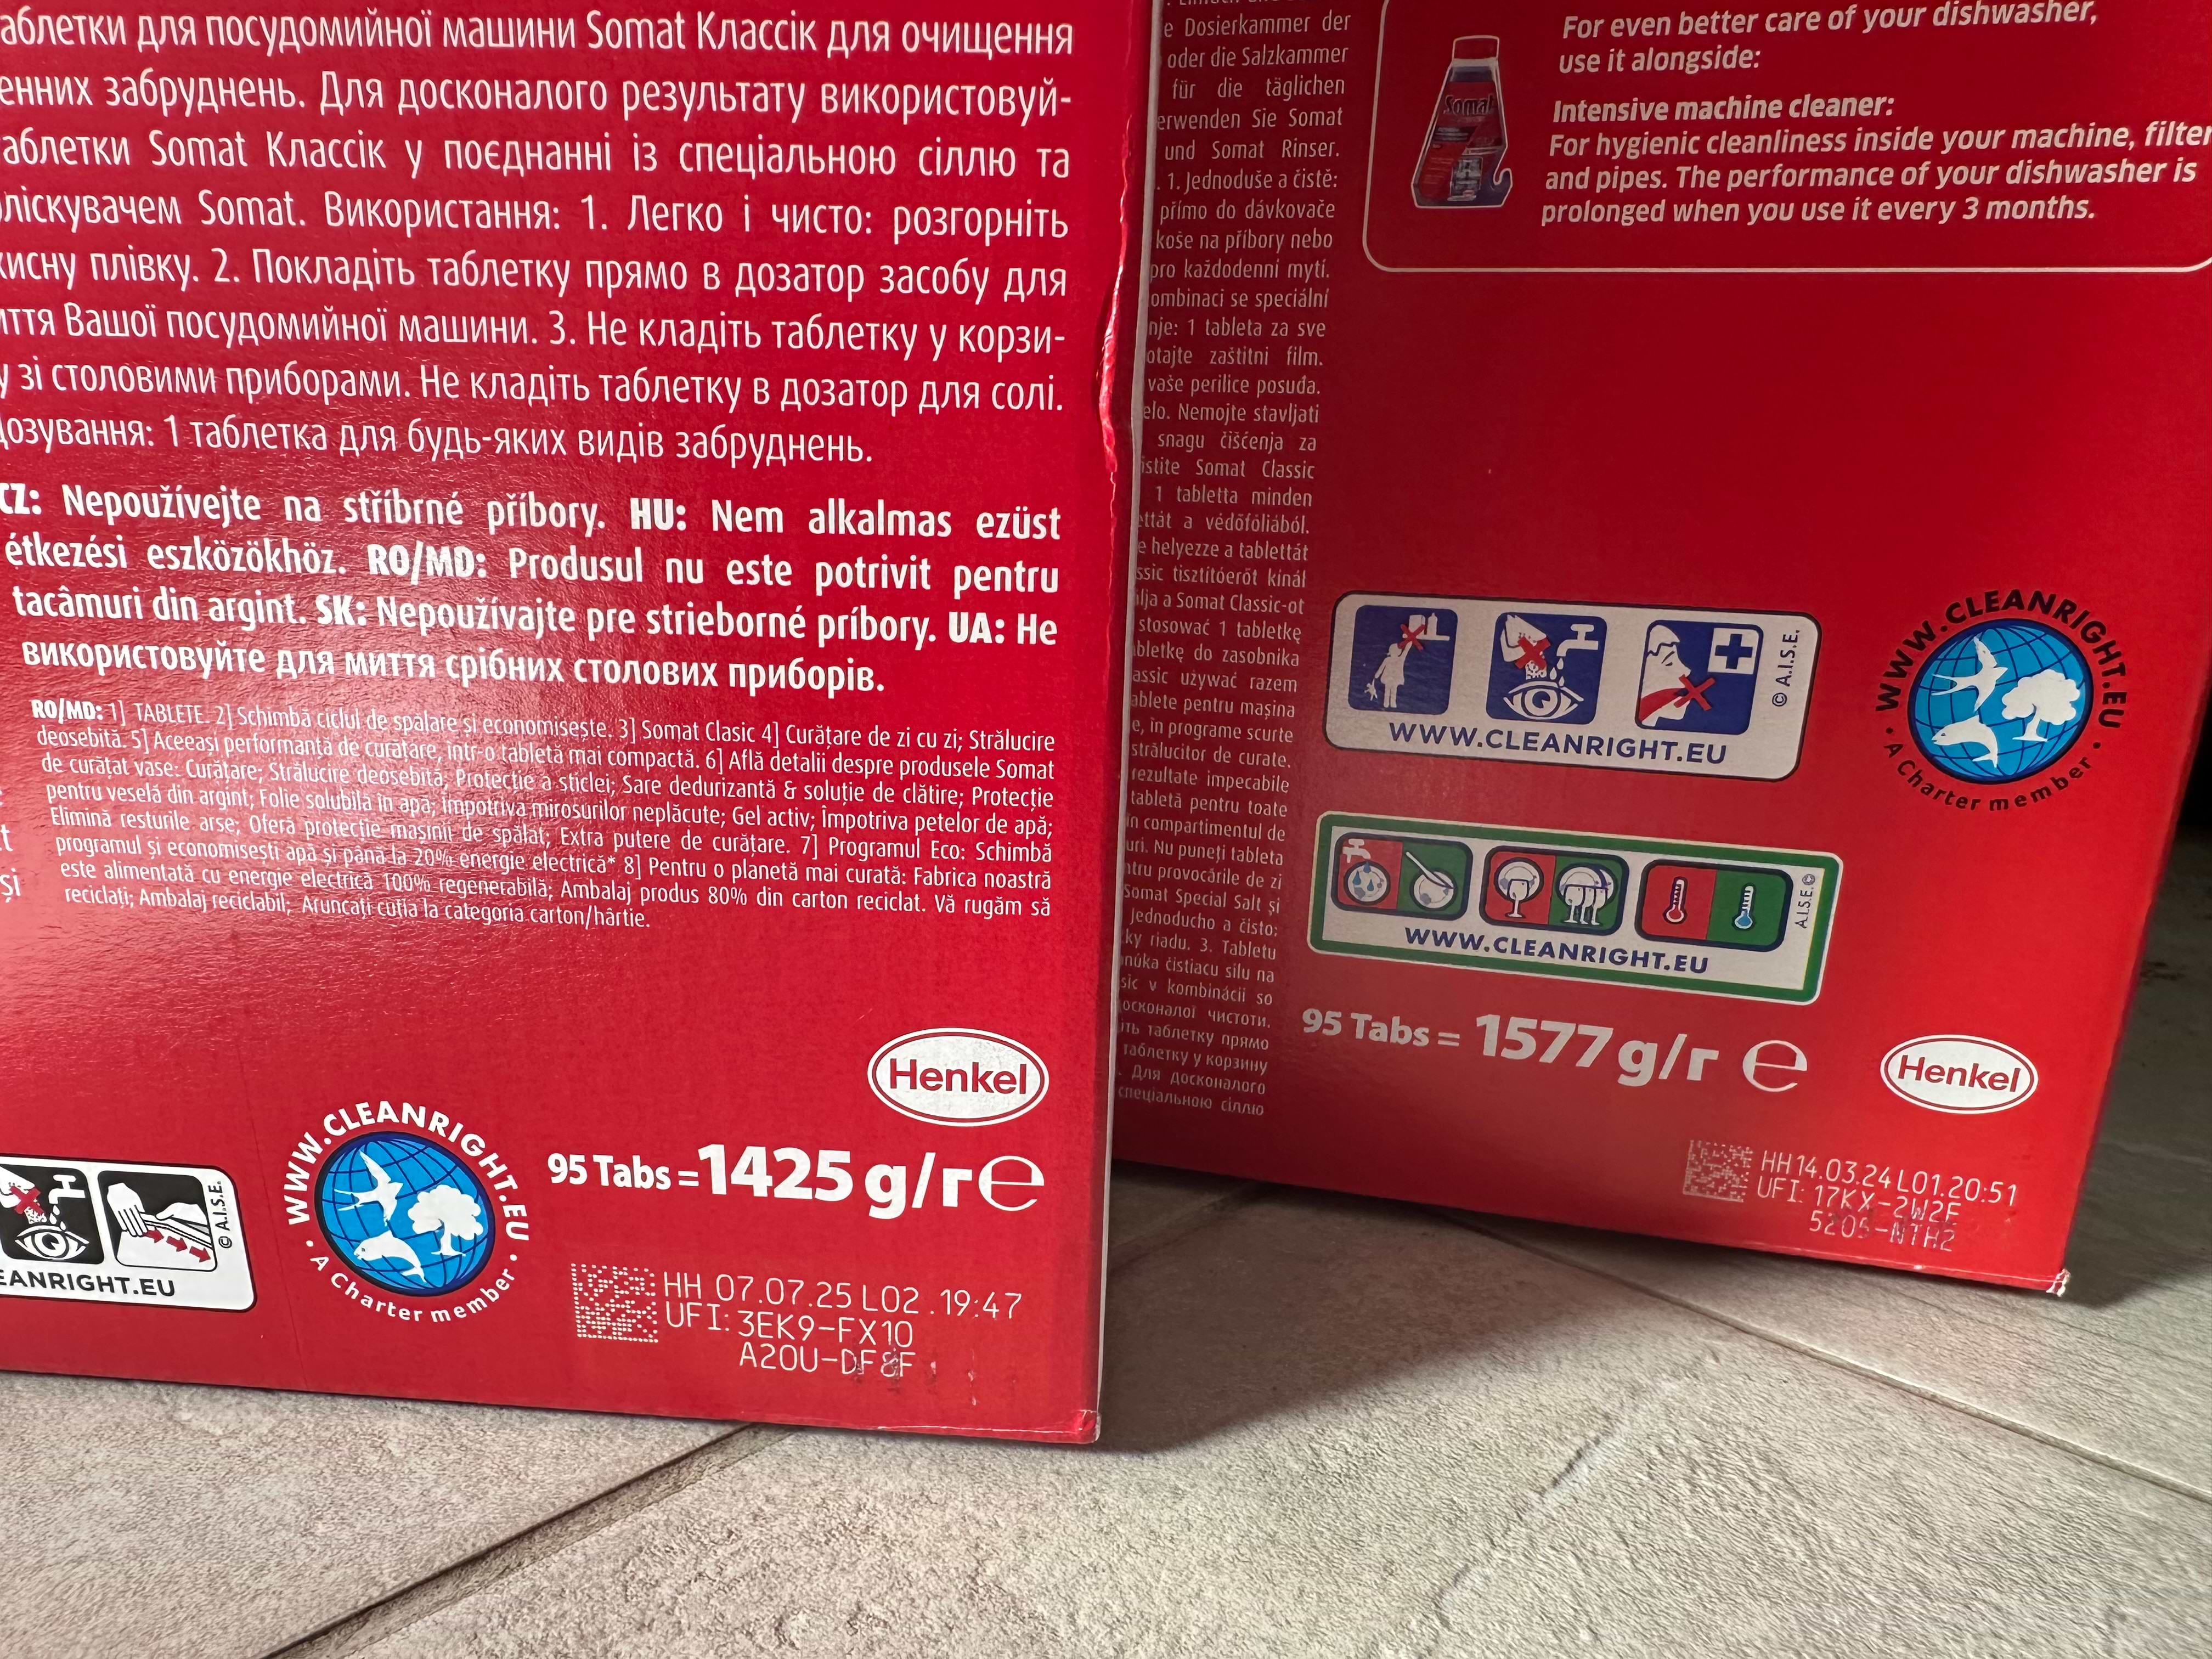 аблетки для посудомийної машини Somat Классік для очищення
енних забруднень. Для досконалого результату використовуй-
аблетки Somat Классік у поєднанні із спеціальною сіллю та
ліскувачем Somat. Використання: 1. Легко і чисто: розгорніть
кисну плівку. 2. Покладіть таблетку прямо в дозатор засобу для
иття Вашої посудомийної машини. 3. Не кладіть таблетку у корзи-
у зі столовими приборами. Не кладіть таблетку в дозатор для солі.
Дозування: 1 таблетка для будь-яких видів забруднень.
CZ: Nepoužívejte na stříbrné příbory. HU: Nem alkalmas ezüst
étkezési eszközökhöz. RO/MD: Produsul nu este potrivit pentru
tacâmuri din argint. SK: Nepoužívajte pre strieborné príbory. UA: Не
використовуйте для миття срібних столових приборів.
RO/MD: 1] TABLETE. 2] Schimbă ciclul de spălare și economisește. 3] Somat Clasic 4] Curățare de zi cu zi; Strălucire
deosebită. 5] Aceeași performanță de curățare, într-o tabletă mai compactă. 6] Află detalii despre produsele Somat
de curățat vase: Curățare; Strălucire deosebită; Protecție a sticlei; Sare dedurizantă & soluție de clătire; Protecție
pentru veselă din argint; Folie solubilă în apă; Împotriva mirosurilor neplăcute; Gel activ; Împotriva petelor de apă;
Elimină resturile arse; Oferă protecție mașinii de spălat; Extra putere de curățare. 7] Programul Eco: Schimbă
programul și economisești apă și până la 20% energie electrică* 8] Pentru o planetă mai curată: Fabrica noastră
este alimentată cu energie electrică 100% regenerabilă; Ambalaj produs 80% din carton reciclat. Vă rugăm să
reciclați; Ambalaj reciclabil; Aruncați cutia la categoria carton/hârtie.
t
și
Henkel
WWW.CLEANRIGHT.EU
A Charter member
95 Tabs = 1425 g/г e
© A.I.S.E.
EANRIGHT.EU
HH 07.07.25 L02 .19:47
UFI: 3EK9-FX10
A20U-DF8F
e Dosierkammer der
oder die Salzkammer
für die täglichen
erwenden Sie Somat
und Somat Rinser.
. 1. Jednoduše a čistě:
přímo do dávkovače
koše na příbory nebo
pro každodenní mytí.
ombinaci se speciální
nje: 1 tableta za sve
otajte zaštitni film.
vaše perilice posuđa.
elo. Nemojte stavljati
snagu čišćenja za
istite Somat Classic
1 tabletta minden
ettát a védőfóliából.
e helyezze a tablettát
ssic tisztítóerőt kínál
lja a Somat Classic-ot
stosować 1 tabletkę
bletkę do zasobnika
assic używać razem
ablete pentru mașina
e, în programe scurte
strălucitor de curate.
rezultate impecabile
tabletă pentru toate
n compartimentul de
uri. Nu puneți tableta
ntru provocările de zi
Somat Special Salt și
Jednoducho a čisto:
ky riadu. 3. Tabletu
núka čistiacu silu na
sic v kombinácii so
осконалої чистоти.
іть таблетку прямо
таблетку у корзину
. Для досконалого
спеціальною сіллю
For even better care of your dishwasher,
use it alongside:
Somat
Intensive machine cleaner:
For hygienic cleanliness inside your machine, filter
and pipes. The performance of your dishwasher is
prolonged when you use it every 3 months.
© A.I.S.E.
WWW.CLEANRIGHT.EU
WWW.CLEANRIGHT.EU
A Charter member
A.I.S.E.©
WWW.CLEANRIGHT.EU
95 Tabs = 1577 g/г e
Henkel
HH 14.03.24 L01.20:51
UFI: 17KX-2W2F
5205-NTH2